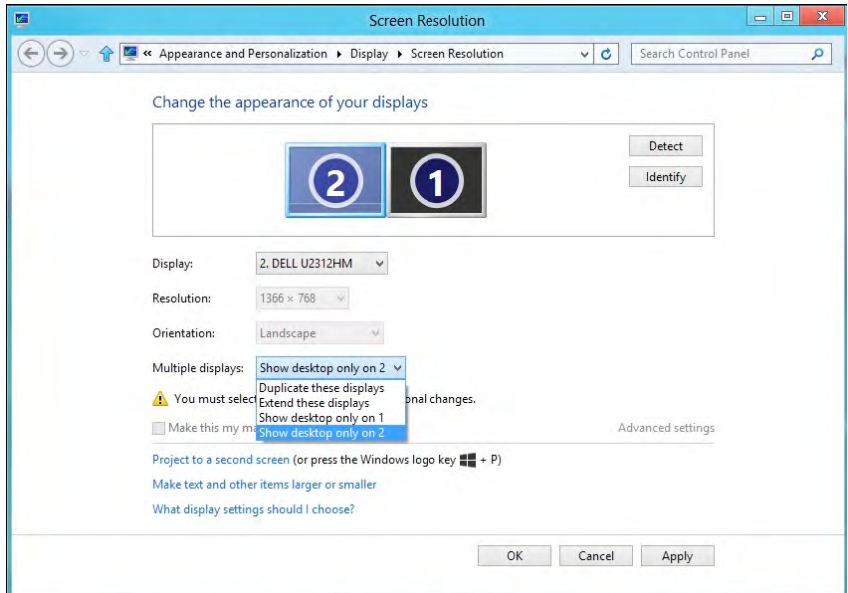 Screen Resolution
« Appearance and Personalization ▸ Display ▸ Screen Resolution
Search Control Panel
Change the appearance of your displays
2
1
Detect
Identify
Display: 2. DELL U2312HM
Resolution: 1366 × 768
Orientation: Landscape
Multiple displays: Show desktop only on 2
Duplicate these displays
Extend these displays
Show desktop only on 1
Show desktop only on 2
You must select onal changes.
Make this my
Advanced settings
Project to a second screen (or press the Windows logo key + P)
Make text and other items larger or smaller
What display settings should I choose?
OK Cancel Apply